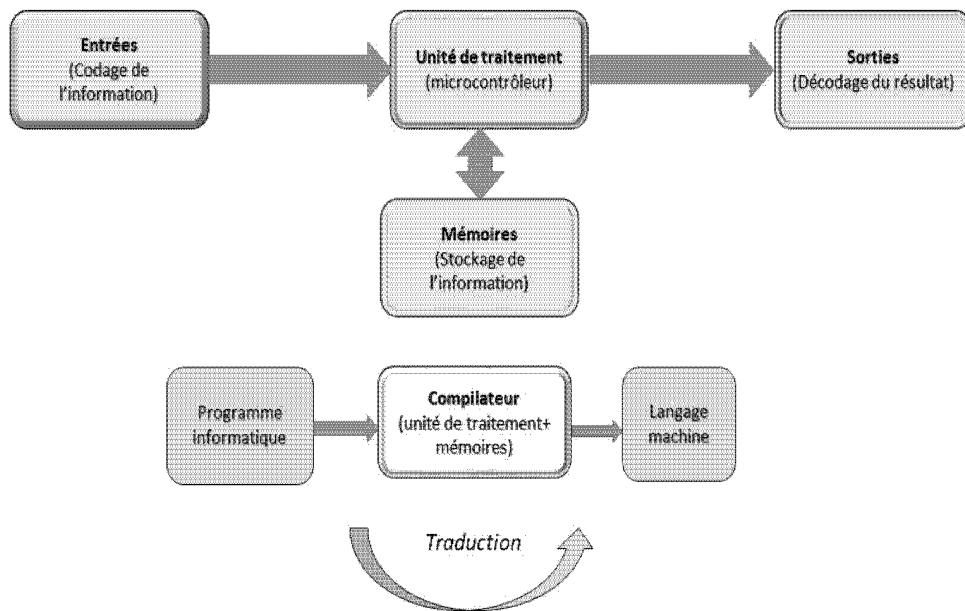 Entrées
(Codage de
l'information)
Unité de traitement
(microcontrôleur)
Sorties
(Décodage du résultat)
Mémoires
(Stockage de
l'information)
Programme
informatique
Compilateur
(unité de traitement+
mémoires)
Langage
machine
Traduction